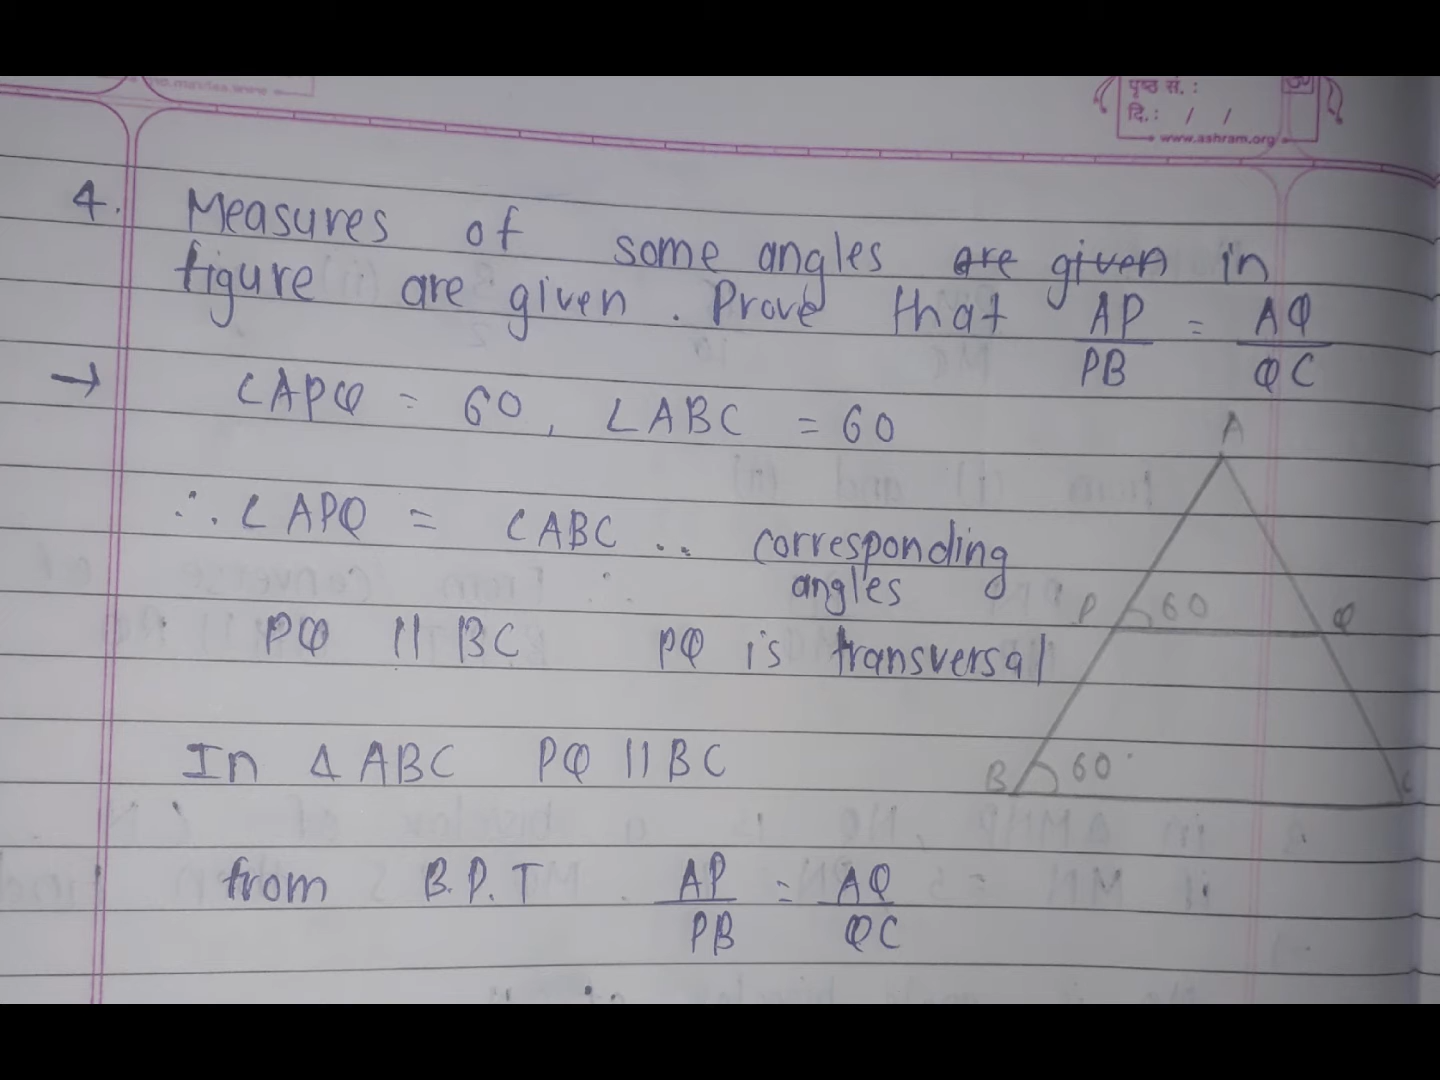 पृष्ठ सं. :
दि.: / /
www.ashram.org
4. Measures of some angles are given in
figure are given. Prove that AP/PB = AQ/QC
→ ∠APQ = 60, ∠ABC = 60
A
∴ ∠APQ = ∠ABC .. corresponding
angles
P 60 Q
PQ || BC PQ is transversal
In Δ ABC PQ || BC
B 60° C
from B.P.T AP/PB = AQ/QC